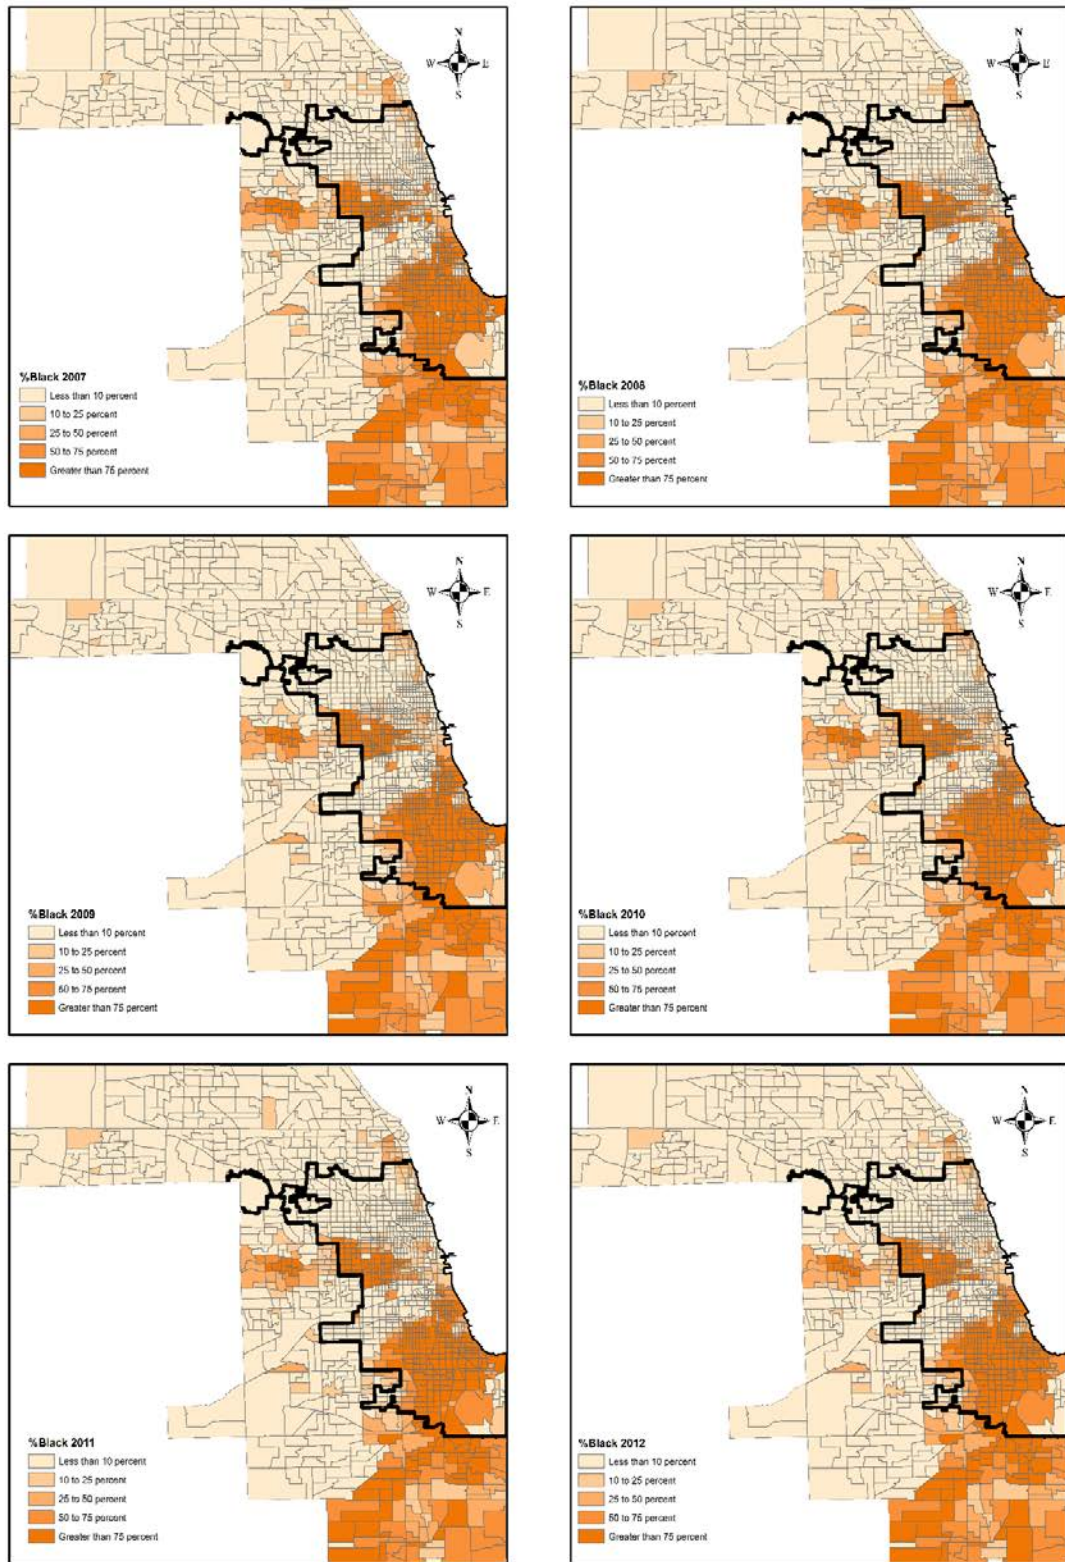 N
W E
S
%Black 2007
Less than 10 percent
10 to 25 percent
25 to 50 percent
50 to 75 percent
Greater than 75 percent
N
W E
S
%Black 2008
Less than 10 percent
10 to 25 percent
25 to 50 percent
50 to 75 percent
Greater than 75 percent
N
W E
S
%Black 2009
Less than 10 percent
10 to 25 percent
25 to 50 percent
50 to 75 percent
Greater than 75 percent
N
W E
S
%Black 2010
Less than 10 percent
10 to 25 percent
25 to 50 percent
50 to 75 percent
Greater than 75 percent
N
W E
S
%Black 2011
Less than 10 percent
10 to 25 percent
25 to 50 percent
50 to 75 percent
Greater than 75 percent
N
W E
S
%Black 2012
Less than 10 percent
10 to 25 percent
25 to 50 percent
50 to 75 percent
Greater than 75 percent